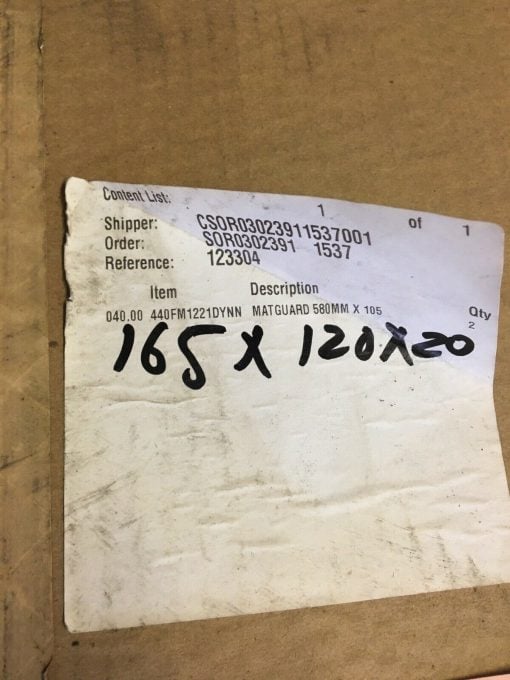 Content List: 1 of 1
Shipper: CSOR03023911537001
Order: SOR0302391 1537
Reference: 123304
Item Description Qty
040.00 440FM1221DYNN MATGUARD 580MM X 105 2
165 X 120X20